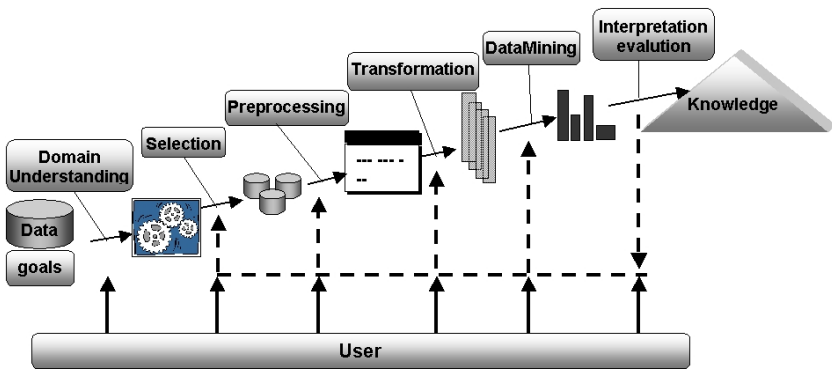 Interpretation
evalution
DataMining
Transformation
Knowledge
Preprocessing
Selection
Domain
Understanding
Data
goals
User